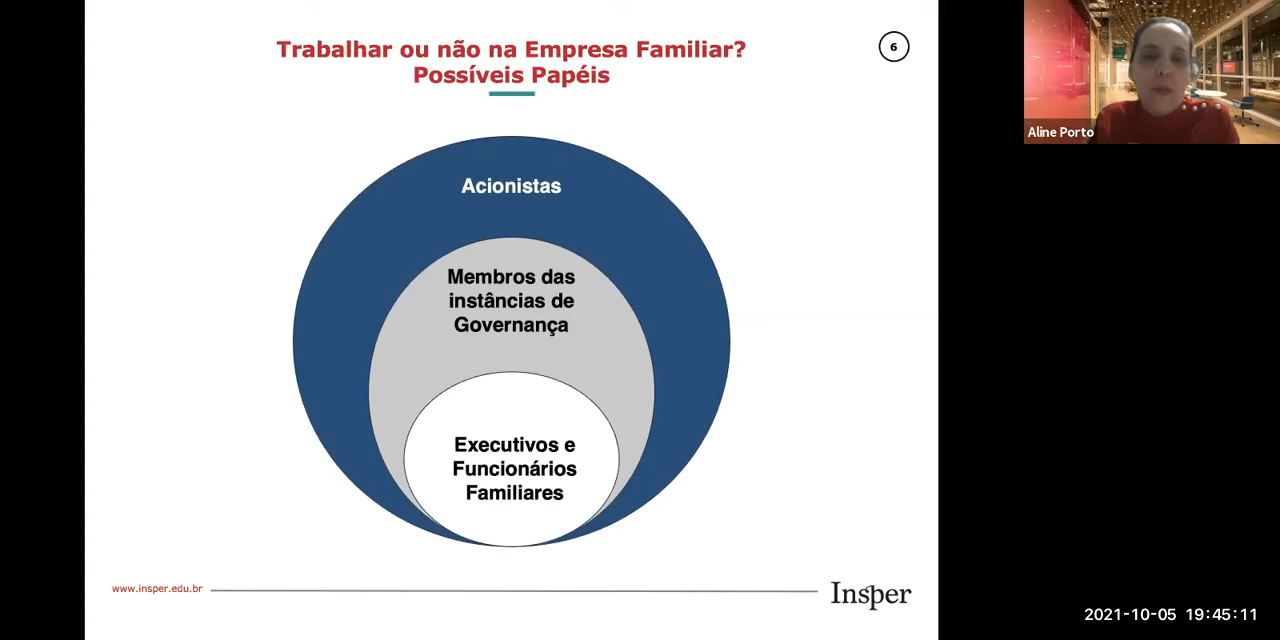 Trabalhar ou não na Empresa Familiar?
Possíveis Papéis
6
Aline Porto
Acionistas
Membros das
instâncias de
Governança
Executivos e
Funcionários
Familiares
www.insper.edu.br
Insper
2021-10-05 19:45:11